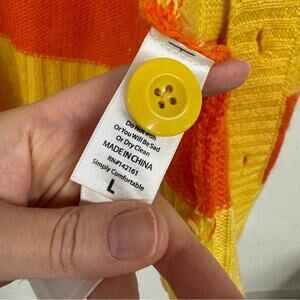 Do Not Iron
Or You Will Be Sad
Or Dry Clean
MADE IN CHINA
RN#142161
Simply Comfortable
L